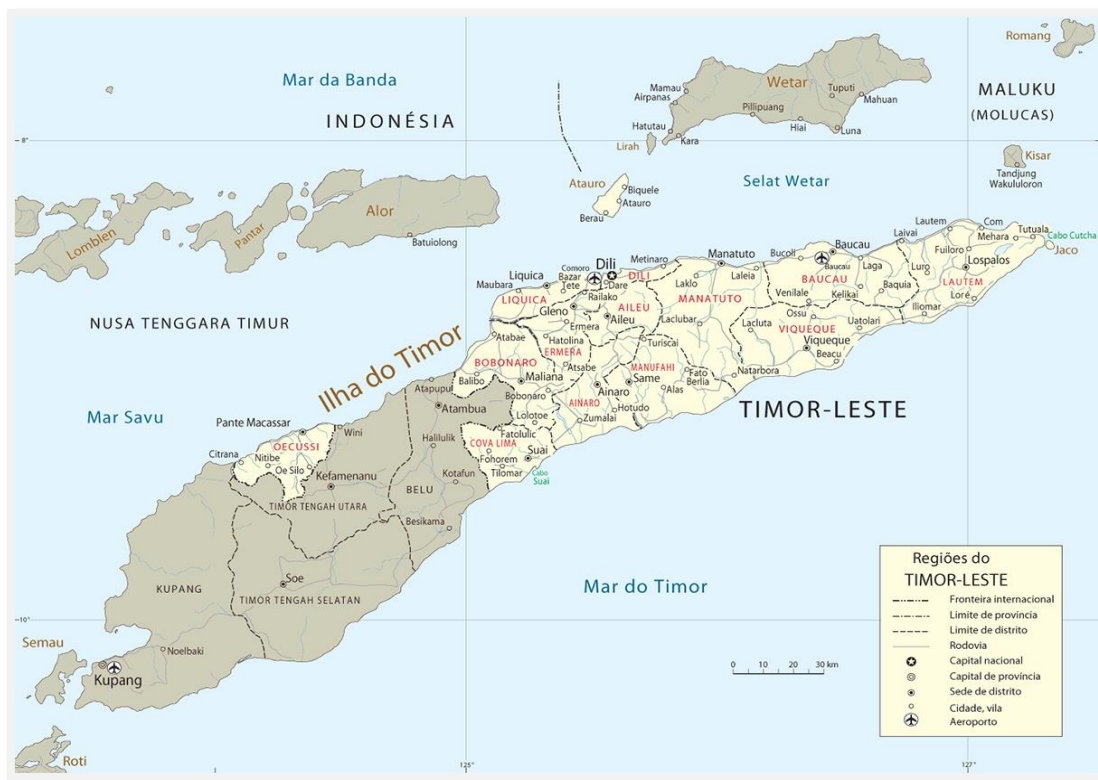 Romang
Mar da Banda
INDONÉSIA
Wetar
Mamau
Airpanas
Tuputi
Mahuan
Pillipuang
Hiai
Luna
Hatutau
Kara
Lirah
MALUKU
(MOLUCAS)
8°
Kisar
Tandjung
Wakululoron
Selat Wetar
Atauro
Biquele
Atauro
Berau
Alor
Batuiolong
Pantar
Lomblen
Lautem
Com
Tutuala
Cabo Cutcha
Mehara
Jaco
Laivai
Fuiloro
Lospalos
Luro
LAUTEM
Loré
Iliomar
Baucau
Bucoli
Baucau
Laga
BAUCAU
Baquia
Venilale
Kelikai
Manatuto
Laleia
Metinaro
Laklo
MANATUTO
Laclubar
Dili
DILI
Comoro
Bazar
Tete
Dare
Railako
Liquica
Maubara
LIQUICA
Gleno
AILEU
Aileu
Ermera
Hatolina
ERMERA
Atsabe
Turiscai
Lacluta
Ossu
Uatolari
VIQUEQUE
Viqueque
Beacu
Natarbora
MANUFAHI
Fato
Berlia
Same
Alas
Ainaro
AINARO
Hotudo
Zumalai
Atabae
BOBONARO
Balibo
Maliana
Bobonaro
Lolotoe
NUSA TENGGARA TIMUR
Ilha do Timor
TIMOR-LESTE
Atapupul
Atambua
Mar Savu
Pante Macassar
Wini
OECUSSI
Citrana
Nitibe
Oe Silo
Halilulik
Fatolulic
COVA LIMA
Fohorem
Suai
Tilomar
Cabo
Suai
Kefamenanu
Kotafun
BELU
TIMOR TENGAH UTARA
Besikama
Soe
KUPANG
TIMOR TENGAH SELATAN
Mar do Timor
10°
Semau
Noelbaki
Kupang
Roti
0 10 20 30 km
125°
127°
Regiões do
TIMOR-LESTE
Fronteira internacional
Limite de província
Limite de distrito
Rodovia
Capital nacional
Capital de província
Sede de distrito
Cidade, vila
Aeroporto